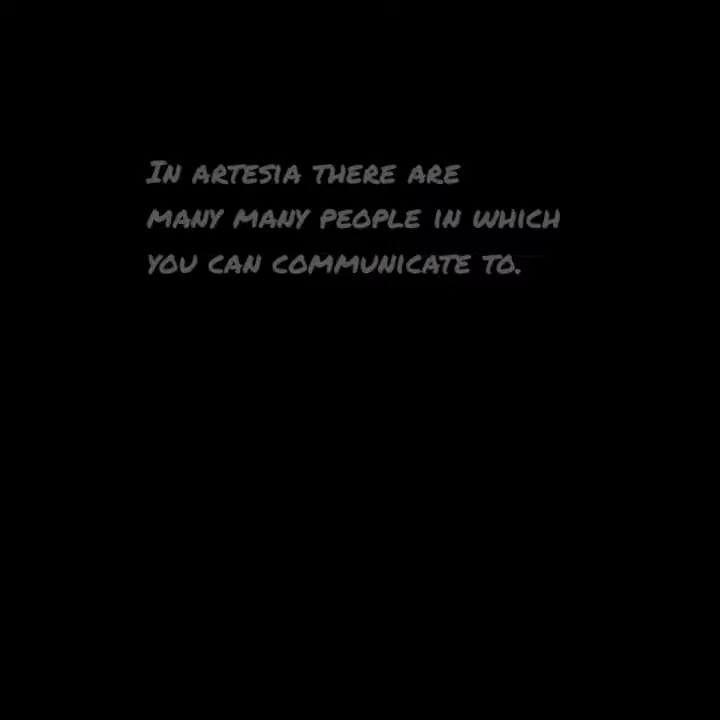 In artesia there are
many many people in which
you can communicate to.